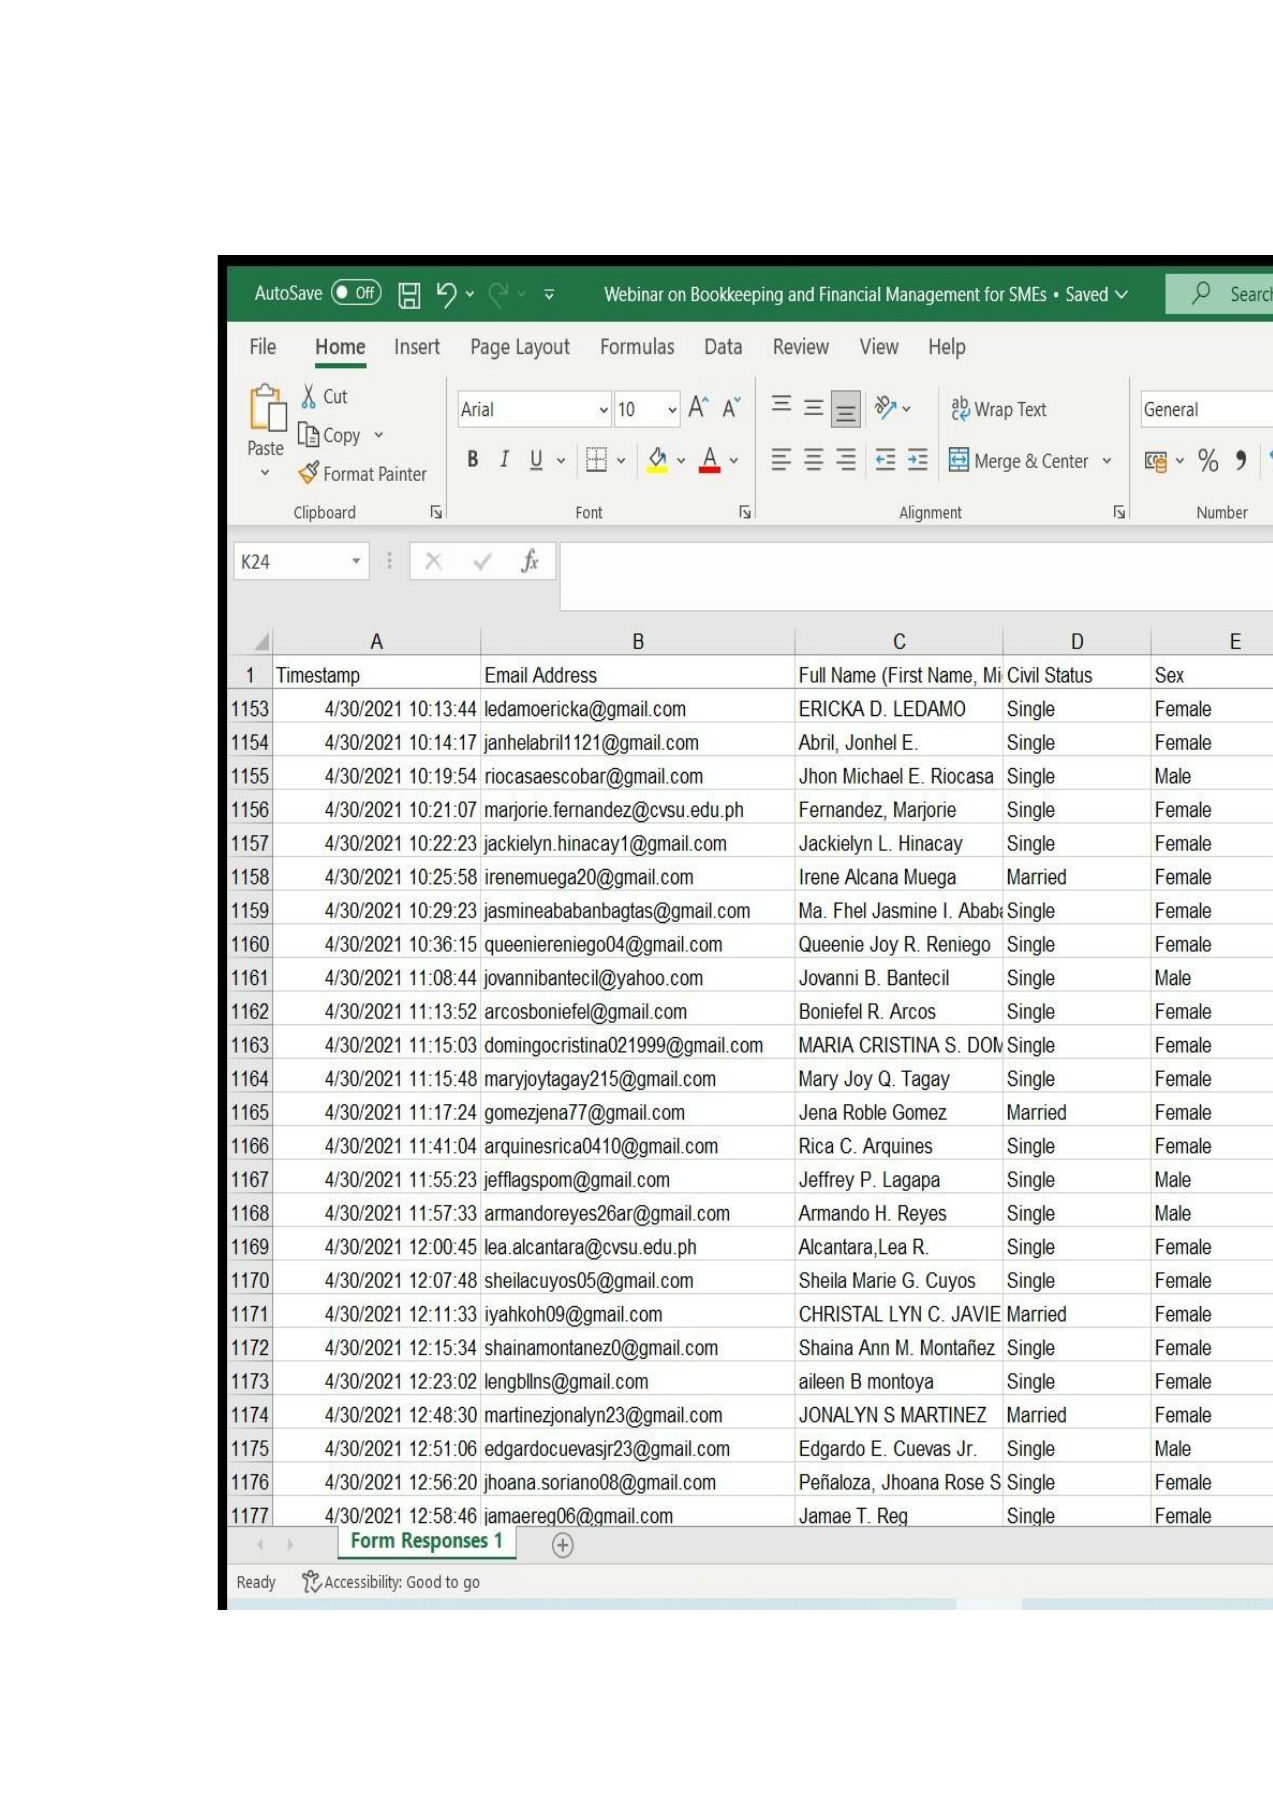 AutoSave Off Webinar on Bookkeeping and Financial Management for SMEs • Saved
File Home Insert Page Layout Formulas Data Review View Help
Cut
Arial 10 Wrap Text General
Paste Copy
B I U Merge & Center % ,
Format Painter
Clipboard Font Alignment Number
K24 fx
A B C D E
1 Timestamp Email Address Full Name (First Name, Mi Civil Status Sex
1153 4/30/2021 10:13:44 ledamoericka@gmail.com ERICKA D. LEDAMO Single Female
1154 4/30/2021 10:14:17 janhelabril1121@gmail.com Abril, Jonhel E. Single Female
1155 4/30/2021 10:19:54 riocasaescobar@gmail.com Jhon Michael E. Riocasa Single Male
1156 4/30/2021 10:21:07 marjorie.fernandez@cvsu.edu.ph Fernandez, Marjorie Single Female
1157 4/30/2021 10:22:23 jackielyn.hinacay1@gmail.com Jackielyn L. Hinacay Single Female
1158 4/30/2021 10:25:58 irenemuega20@gmail.com Irene Alcana Muega Married Female
1159 4/30/2021 10:29:23 jasmineababanbagtas@gmail.com Ma. Fhel Jasmine I. Ababa Single Female
1160 4/30/2021 10:36:15 queeniereniego04@gmail.com Queenie Joy R. Reniego Single Female
1161 4/30/2021 11:08:44 jovannibantecil@yahoo.com Jovanni B. Bantecil Single Male
1162 4/30/2021 11:13:52 arcosboniefel@gmail.com Boniefel R. Arcos Single Female
1163 4/30/2021 11:15:03 domingocristina021999@gmail.com MARIA CRISTINA S. DOM Single Female
1164 4/30/2021 11:15:48 maryjoytagay215@gmail.com Mary Joy Q. Tagay Single Female
1165 4/30/2021 11:17:24 gomezjena77@gmail.com Jena Roble Gomez Married Female
1166 4/30/2021 11:41:04 arquinesrica0410@gmail.com Rica C. Arquines Single Female
1167 4/30/2021 11:55:23 jefflagspom@gmail.com Jeffrey P. Lagapa Single Male
1168 4/30/2021 11:57:33 armandoreyes26ar@gmail.com Armando H. Reyes Single Male
1169 4/30/2021 12:00:45 lea.alcantara@cvsu.edu.ph Alcantara,Lea R. Single Female
1170 4/30/2021 12:07:48 sheilacuyos05@gmail.com Sheila Marie G. Cuyos Single Female
1171 4/30/2021 12:11:33 iyahkoh09@gmail.com CHRISTAL LYN C. JAVIE Married Female
1172 4/30/2021 12:15:34 shainamontanez0@gmail.com Shaina Ann M. Montañez Single Female
1173 4/30/2021 12:23:02 lengbllns@gmail.com aileen B montoya Single Female
1174 4/30/2021 12:48:30 martinezjonalyn23@gmail.com JONALYN S MARTINEZ Married Female
1175 4/30/2021 12:51:06 edgardocuevasjr23@gmail.com Edgardo E. Cuevas Jr. Single Male
1176 4/30/2021 12:56:20 jhoana.soriano08@gmail.com Peñaloza, Jhoana Rose S Single Female
1177 4/30/2021 12:58:46 jamaereg06@gmail.com Jamae T. Reg Single Female
Form Responses 1
Ready Accessibility: Good to go